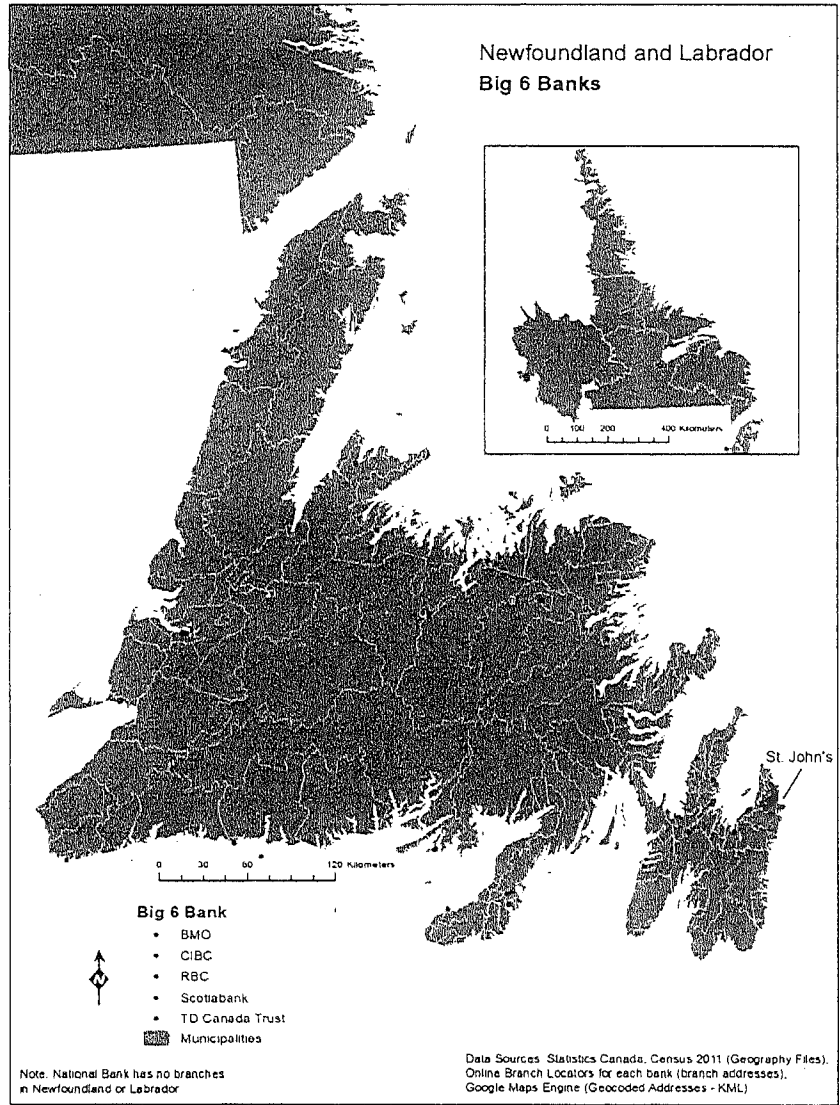 Newfoundland and Labrador
Big 6 Banks
0 100 200 400 Kilometers
St. John's
0 30 60 120 Kilometers
Big 6 Bank
BMO
CIBC
RBC
Scotiabank
TD Canada Trust
Municipalities
N
Note. National Bank has no branches
in Newfoundland or Labrador
Data Sources Statistics Canada, Census 2011 (Geography Files),
Online Branch Locators for each bank (branch addresses),
Google Maps Engine (Geocoded Addresses - KML)